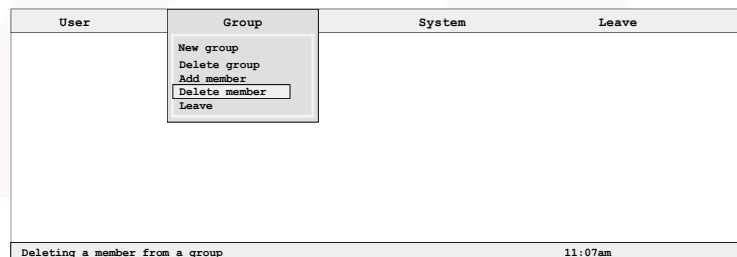 User Group System Leave
New group
Delete group
Add member
Delete member
Leave
Deleting a member from a group 11:07am